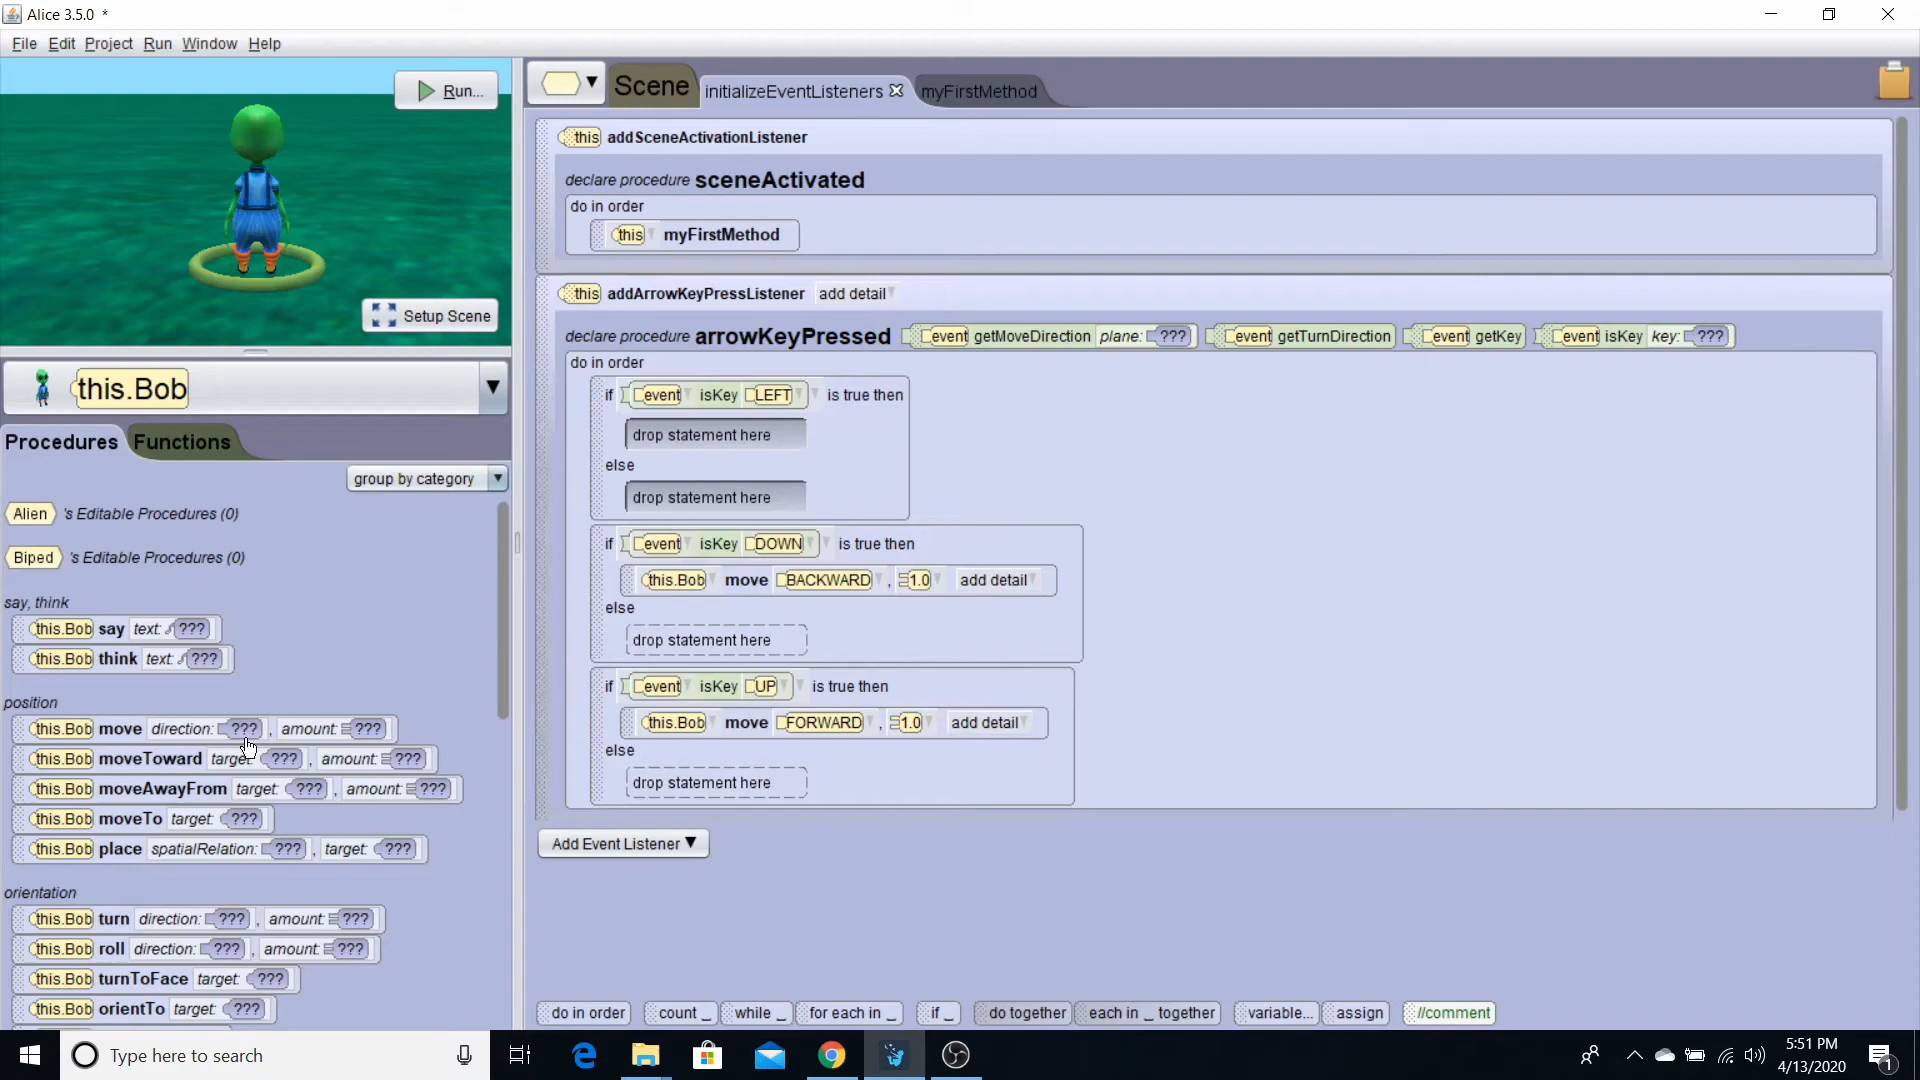 Alice 3.5.0 *
File Edit Project Run Window Help
Run...
Setup Scene
this.Bob
Procedures Functions
group by category
Alien 's Editable Procedures (0)
Biped 's Editable Procedures (0)
say, think
this.Bob say text: ???
this.Bob think text: ???
position
this.Bob move direction: ??? , amount: ???
this.Bob moveToward target: ??? , amount: ???
this.Bob moveAwayFrom target: ??? , amount: ???
this.Bob moveTo target: ???
this.Bob place spatialRelation: ??? , target: ???
orientation
this.Bob turn direction: ??? , amount: ???
this.Bob roll direction: ??? , amount: ???
this.Bob turnToFace target: ???
this.Bob orientTo target: ???
Scene initializeEventListeners myFirstMethod
this addSceneActivationListener
declare procedure sceneActivated
do in order
this myFirstMethod
this addArrowKeyPressListener add detail
declare procedure arrowKeyPressed event getMoveDirection plane: ??? event getTurnDirection event getKey event isKey key: ???
do in order
if event isKey LEFT is true then
drop statement here
else
drop statement here
if event isKey DOWN is true then
this.Bob move BACKWARD , 1.0 add detail
else
drop statement here
if event isKey UP is true then
this.Bob move FORWARD , 1.0 add detail
else
drop statement here
Add Event Listener
do in order count _ while _ for each in _ if _ do together each in _ together variable... assign //comment
Type here to search
5:51 PM
4/13/2020
1